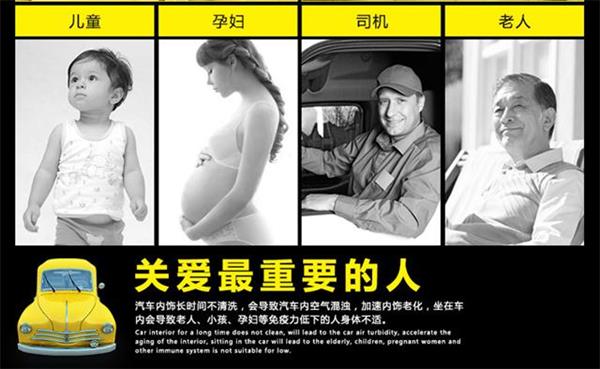 儿童 孕妇 司机 老人
关爱最重要的人
汽车内饰长时间不清洗，会导致汽车内空气混浊，加速内饰老化，坐在车
内会导致老人、小孩、孕妇等免疫力低下的人身体不适。
Car interior for a long time does not clean, will lead to the car air turbidity, accelerate the
aging of the interior, sitting in the car will lead to the elderly, children, pregnant women and
other immune system is not suitable for low.